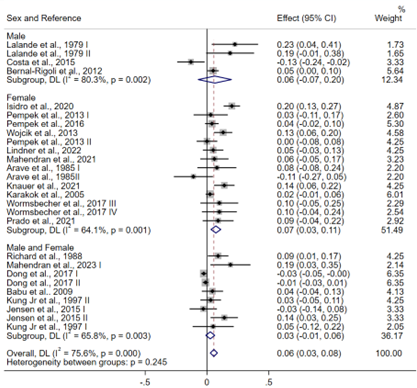 Sex and Reference Effect (95% CI) % Weight
Male
Lalande et al., 1979 I 0.23 (0.04, 0.41) 1.73
Lalande et al., 1979 II 0.19 (-0.01, 0.38) 1.65
Costa et al., 2015 -0.13 (-0.24, -0.02) 3.33
Bernal-Rigoli et al., 2012 0.05 (0.00, 0.10) 5.64
Subgroup, DL (I² = 80.3%, p = 0.002) 0.06 (-0.07, 0.20) 12.34
Female
Isidro et al., 2020 0.20 (0.13, 0.27) 4.87
Pempek et al., 2013 I 0.03 (-0.11, 0.17) 2.60
Pempek et al., 2016 0.04 (-0.02, 0.10) 5.30
Wojcik et al., 2013 0.13 (0.06, 0.20) 4.98
Pempek et al., 2013 II 0.00 (-0.08, 0.08) 4.25
Lindner et al., 2022 0.05 (-0.03, 0.13) 4.25
Mahendran et al., 2021 0.06 (-0.05, 0.17) 3.23
Arave et al., 1985 I 0.08 (-0.08, 0.24) 2.20
Arave et al., 1985II -0.11 (-0.27, 0.05) 2.20
Knauer et al., 2021 0.14 (0.06, 0.22) 4.25
Karakok et al., 2005 0.02 (-0.01, 0.06) 6.01
Wormsbecher et al., 2017 III 0.10 (-0.05, 0.25) 2.29
Wormsbecher et al., 2017 IV 0.10 (-0.04, 0.24) 2.54
Prado et al., 2021 0.09 (-0.04, 0.22) 2.92
Subgroup, DL (I² = 64.1%, p = 0.001) 0.07 (0.03, 0.11) 51.49
Male and Female
Richard et al., 1988 0.09 (0.01, 0.17) 4.25
Mahendran et al., 2023 I 0.19 (0.03, 0.35) 2.14
Dong et al., 2017 I -0.03 (-0.05, -0.00) 6.35
Dong et al., 2017 II -0.01 (-0.03, 0.01) 6.35
Babu et al., 2009 0.04 (-0.04, 0.13) 4.13
Kung Jr et al., 1997 II 0.03 (-0.05, 0.11) 4.25
Jensen et al., 2015 I -0.03 (-0.14, 0.08) 3.33
Jensen et al., 2015 II 0.14 (0.03, 0.25) 3.33
Kung Jr et al., 1997 I 0.05 (-0.12, 0.22) 2.05
Subgroup, DL (I² = 65.8%, p = 0.003) 0.03 (-0.01, 0.06) 36.17
Overall, DL (I² = 75.6%, p = 0.000) 0.06 (0.03, 0.08) 100.00
Heterogeneity between groups: p = 0.245
-.5 0 .5